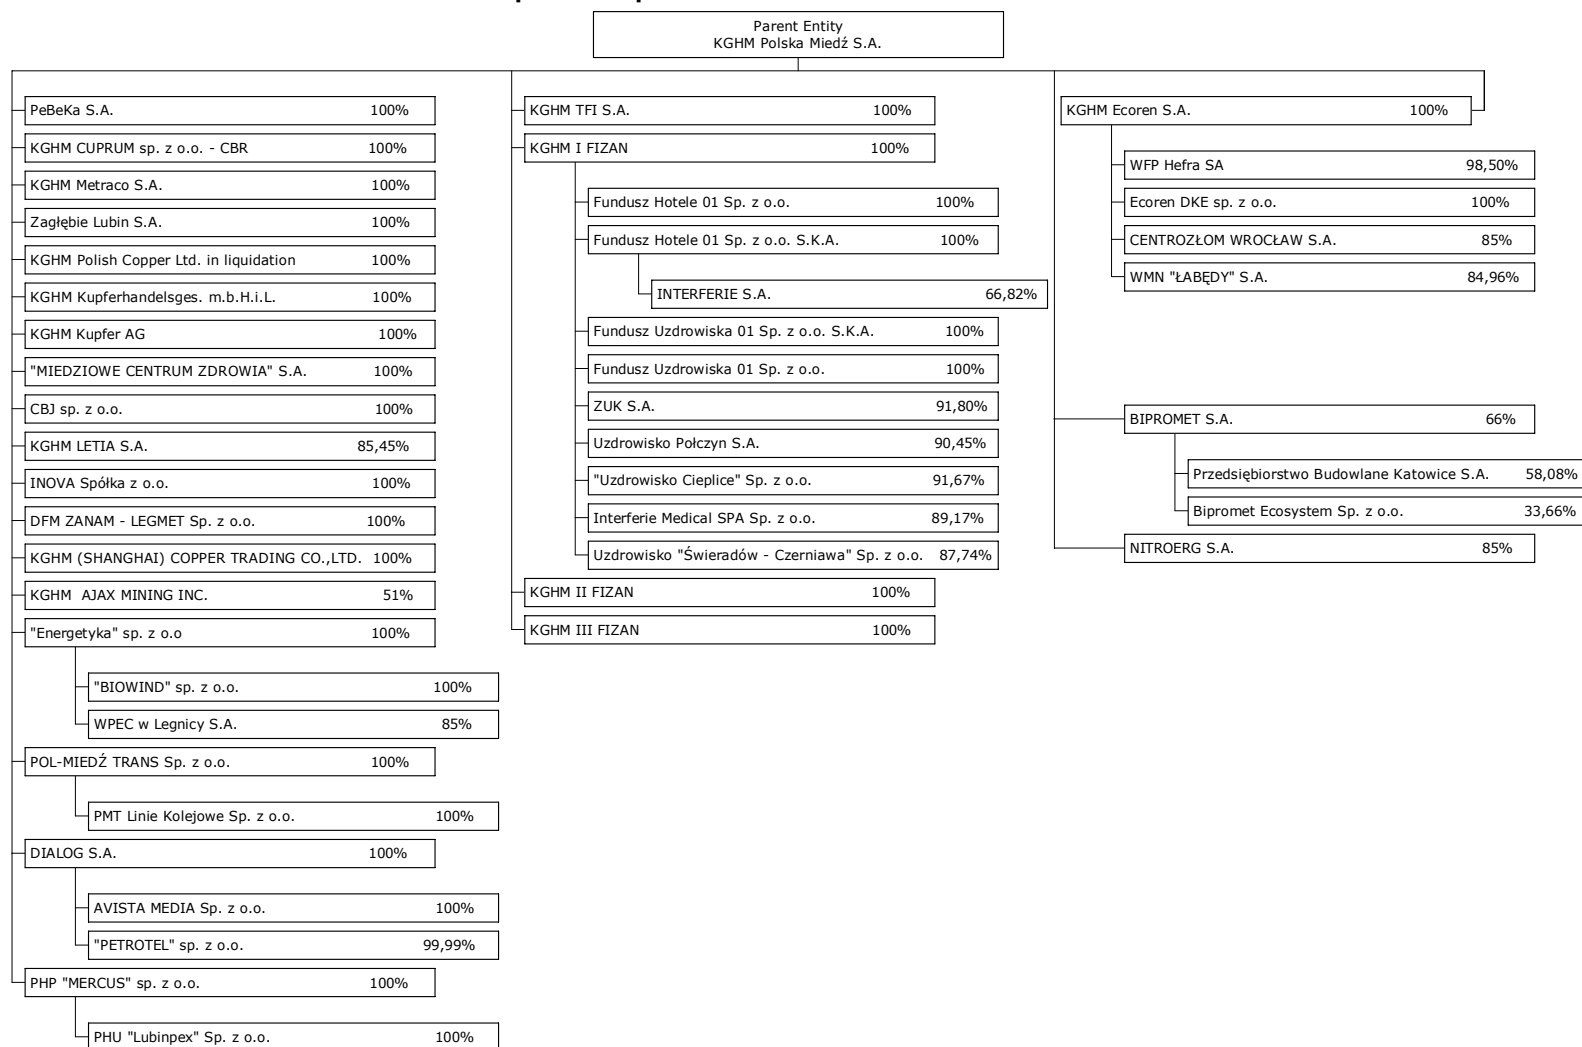 Parent Entity
KGHM Polska Miedź S.A.
PeBeKa S.A. 100%
KGHM CUPRUM sp. z o.o. - CBR 100%
KGHM Metraco S.A. 100%
Zagłębie Lubin S.A. 100%
KGHM Polish Copper Ltd. in liquidation 100%
KGHM Kupferhandelsges. m.b.H.i.L. 100%
KGHM Kupfer AG 100%
"MIEDZIOWE CENTRUM ZDROWIA" S.A. 100%
CBJ sp. z o.o. 100%
KGHM LETIA S.A. 85,45%
INOVA Spółka z o.o. 100%
DFM ZANAM - LEGMET Sp. z o.o. 100%
KGHM (SHANGHAI) COPPER TRADING CO.,LTD. 100%
KGHM AJAX MINING INC. 51%
"Energetyka" sp. z o.o 100%
"BIOWIND" sp. z o.o. 100%
WPEC w Legnicy S.A. 85%
POL-MIEDŹ TRANS Sp. z o.o. 100%
PMT Linie Kolejowe Sp. z o.o. 100%
DIALOG S.A. 100%
AVISTA MEDIA Sp. z o.o. 100%
"PETROTEL" sp. z o.o. 99,99%
PHP "MERCUS" sp. z o.o. 100%
PHU "Lubinpex" Sp. z o.o. 100%
KGHM TFI S.A. 100%
KGHM I FIZAN 100%
Fundusz Hotele 01 Sp. z o.o. 100%
Fundusz Hotele 01 Sp. z o.o. S.K.A. 100%
INTERFERIE S.A. 66,82%
Fundusz Uzdrowiska 01 Sp. z o.o. S.K.A. 100%
Fundusz Uzdrowiska 01 Sp. z o.o. 100%
ZUK S.A. 91,80%
Uzdrowisko Połczyn S.A. 90,45%
"Uzdrowisko Cieplice" Sp. z o.o. 91,67%
Interferie Medical SPA Sp. z o.o. 89,17%
Uzdrowisko "Świeradów - Czerniawa" Sp. z o.o. 87,74%
KGHM II FIZAN 100%
KGHM III FIZAN 100%
KGHM Ecoren S.A. 100%
WFP Hefra SA 98,50%
Ecoren DKE sp. z o.o. 100%
CENTROZŁOM WROCŁAW S.A. 85%
WMN "ŁABĘDY" S.A. 84,96%
BIPROMET S.A. 66%
Przedsiębiorstwo Budowlane Katowice S.A. 58,08%
Bipromet Ecosystem Sp. z o.o. 33,66%
NITROERG S.A. 85%